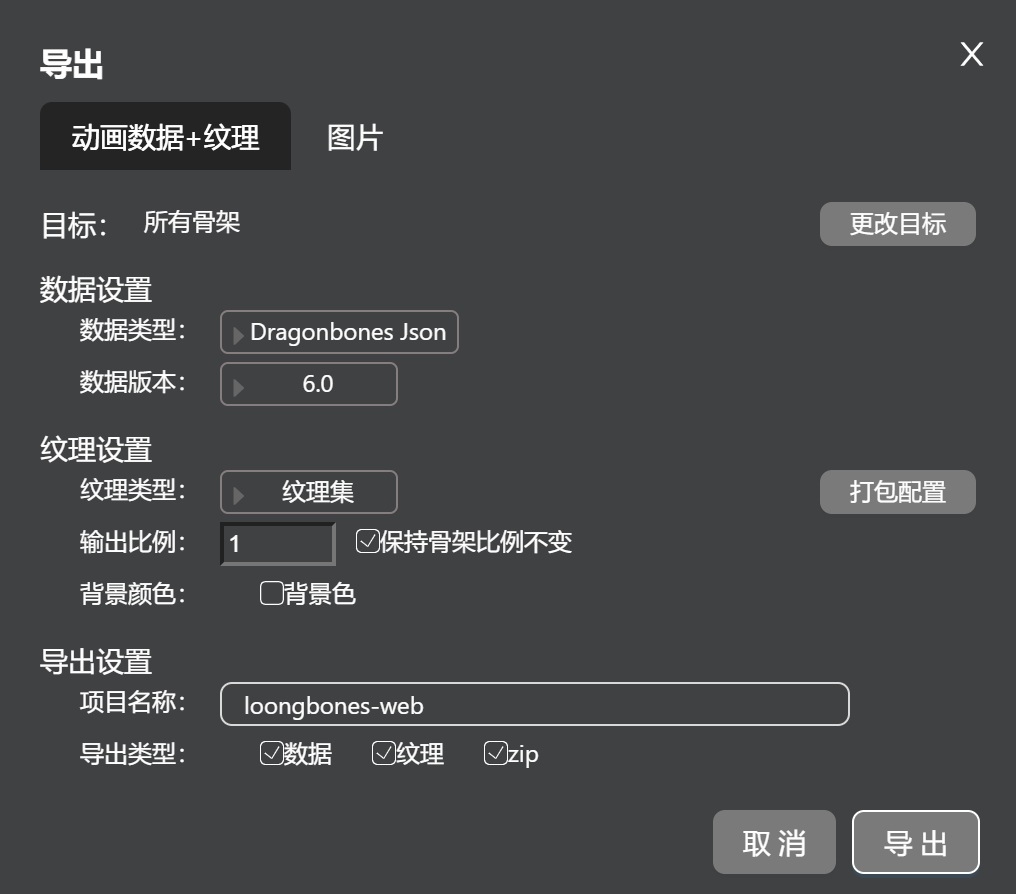 导出
X
动画数据+纹理 图片
目标： 所有骨架 更改目标
数据设置
数据类型： Dragonbones Json
数据版本： 6.0
纹理设置
纹理类型： 纹理集 打包配置
输出比例： 1 保持骨架比例不变
背景颜色： 背景色
导出设置
项目名称： loongbones-web
导出类型： 数据 纹理 zip
取消 导出